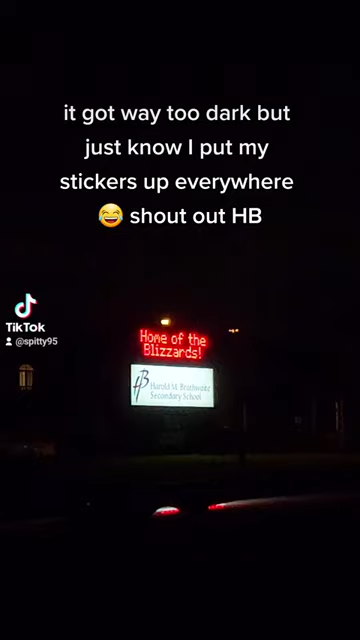 it got way too dark but
just know I put my
stickers up everywhere
😂 shout out HB
TikTok
@spitty95
Home of the
Blizzards!
HB Harold M. Brathwaite
Secondary School